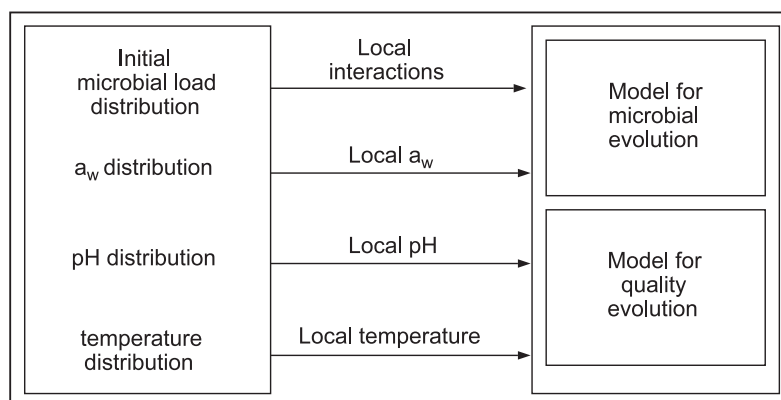 Initial
microbial load
distribution
Local
interactions
Model for
microbial
evolution
aw distribution
Local aw
pH distribution
Local pH
Model for
quality
evolution
temperature
distribution
Local temperature